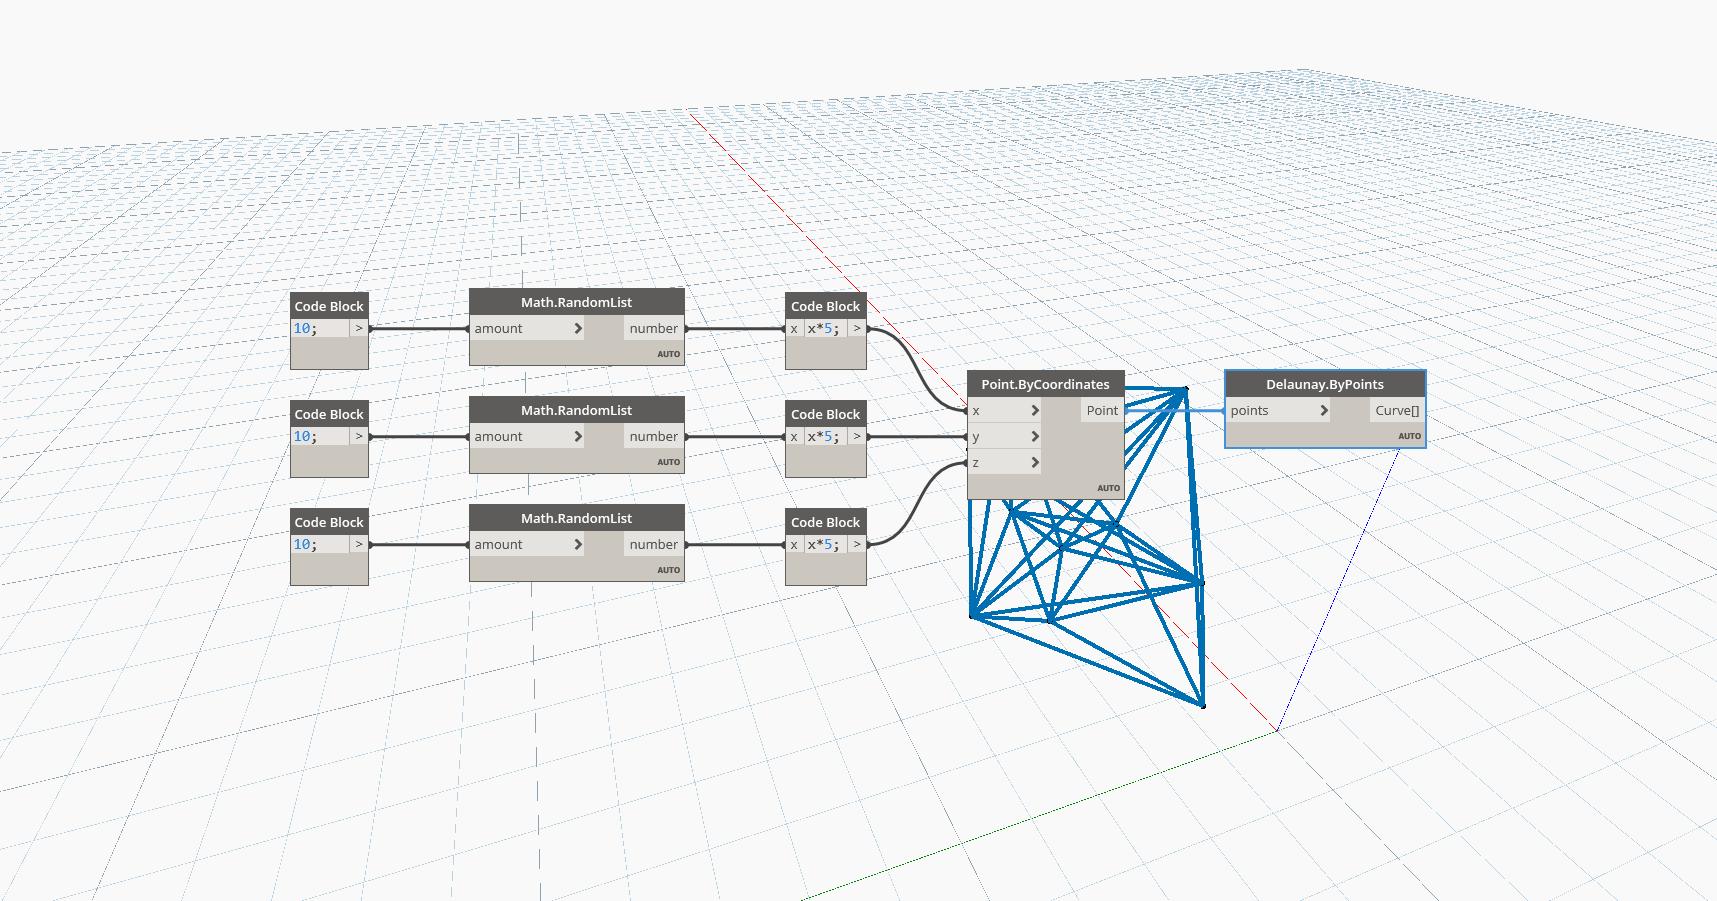 Code Block
10; >
Math.RandomList
amount > number
AUTO
Code Block
x x*5; >
Code Block
10; >
Math.RandomList
amount > number
AUTO
Code Block
x x*5; >
Code Block
10; >
Math.RandomList
amount > number
AUTO
Code Block
x x*5; >
Point.ByCoordinates
x > Point
y >
z >
AUTO
Delaunay.ByPoints
points > Curve[]
AUTO